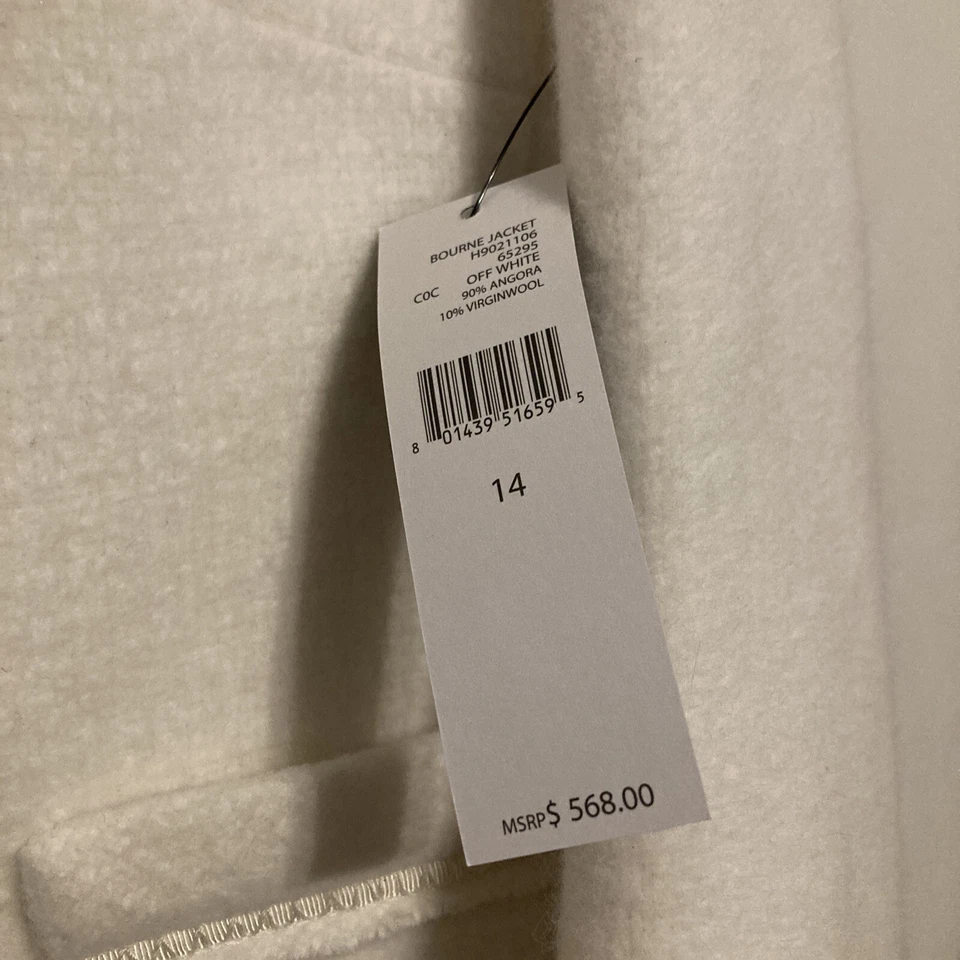 BOURNE JACKET
H9021106
65295
OFF WHITE
C0C 90% ANGORA
10% VIRGINWOOL
8 01439 51659 5
14
MSRP$ 568.00